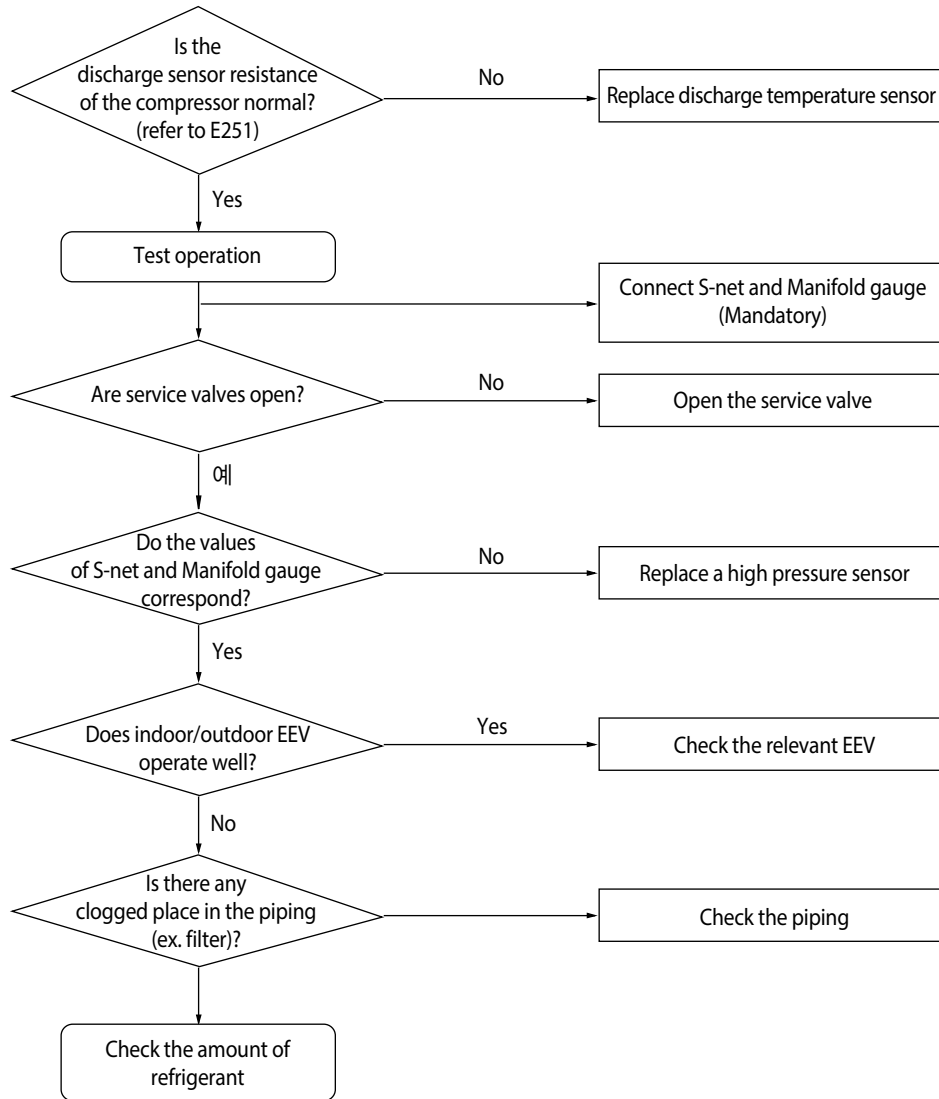 Is the
discharge sensor resistance
of the compressor normal?
(refer to E251)
No
Replace discharge temperature sensor
Yes
Test operation
Connect S-net and Manifold gauge
(Mandatory)
Are service valves open?
No
Open the service valve
예
Do the values
of S-net and Manifold gauge
correspond?
No
Replace a high pressure sensor
Yes
Does indoor/outdoor EEV
operate well?
Yes
Check the relevant EEV
No
Is there any
clogged place in the piping
(ex. filter)?
Check the piping
Check the amount of
refrigerant